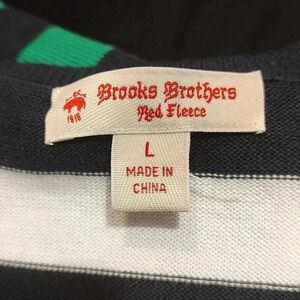 Brooks Brothers
Red Fleece
1818
L
MADE IN
CHINA